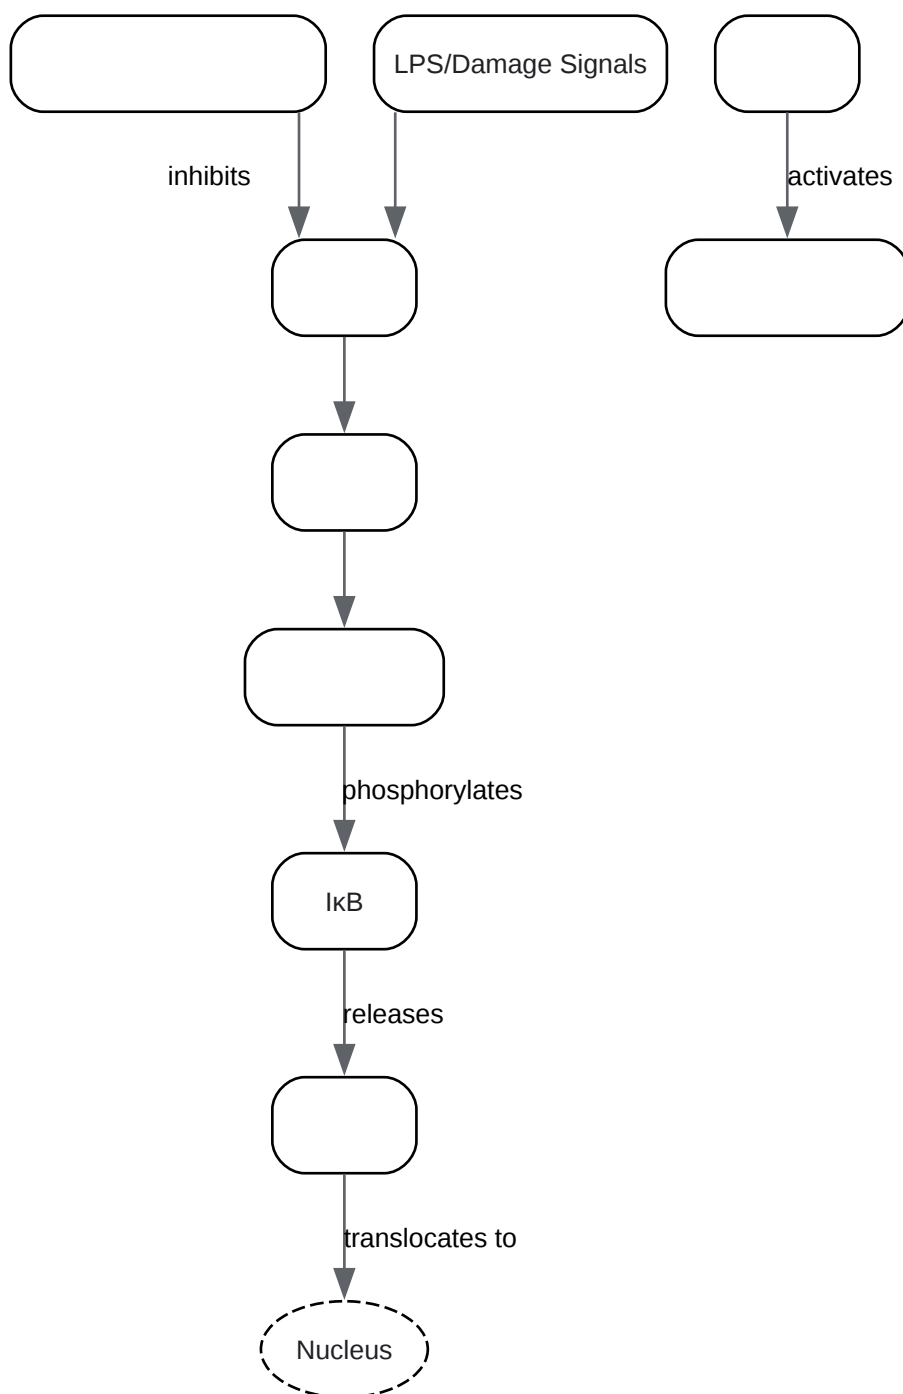 LPS/Damage Signals
inhibits
activates
phosphorylates
IκB
releases
translocates to
Nucleus